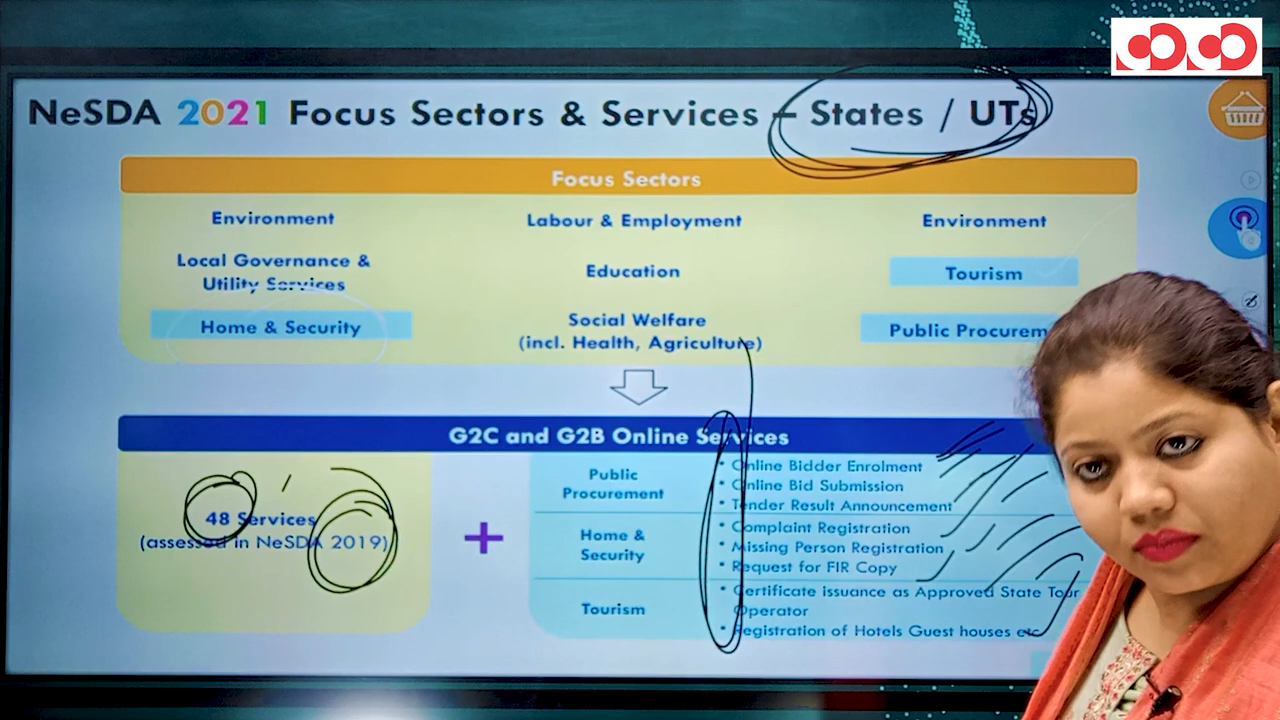 NeSDA 2021 Focus Sectors & Services – States / UTs
Focus Sectors
Environment
Labour & Employment
Environment
Local Governance &
Utility Services
Education
Tourism
Home & Security
Social Welfare
(incl. Health, Agriculture)
Public Procurem
G2C and G2B Online Services
48 Services
(assessed in NeSDA 2019)
+
Public
Procurement
• Online Bidder Enrolment
• Online Bid Submission
• Tender Result Announcement
Home &
Security
• Complaint Registration
• Missing Person Registration
• Request for FIR Copy
Tourism
• Certificate issuance as Approved State Tour
Operator
• Registration of Hotels Guest houses etc